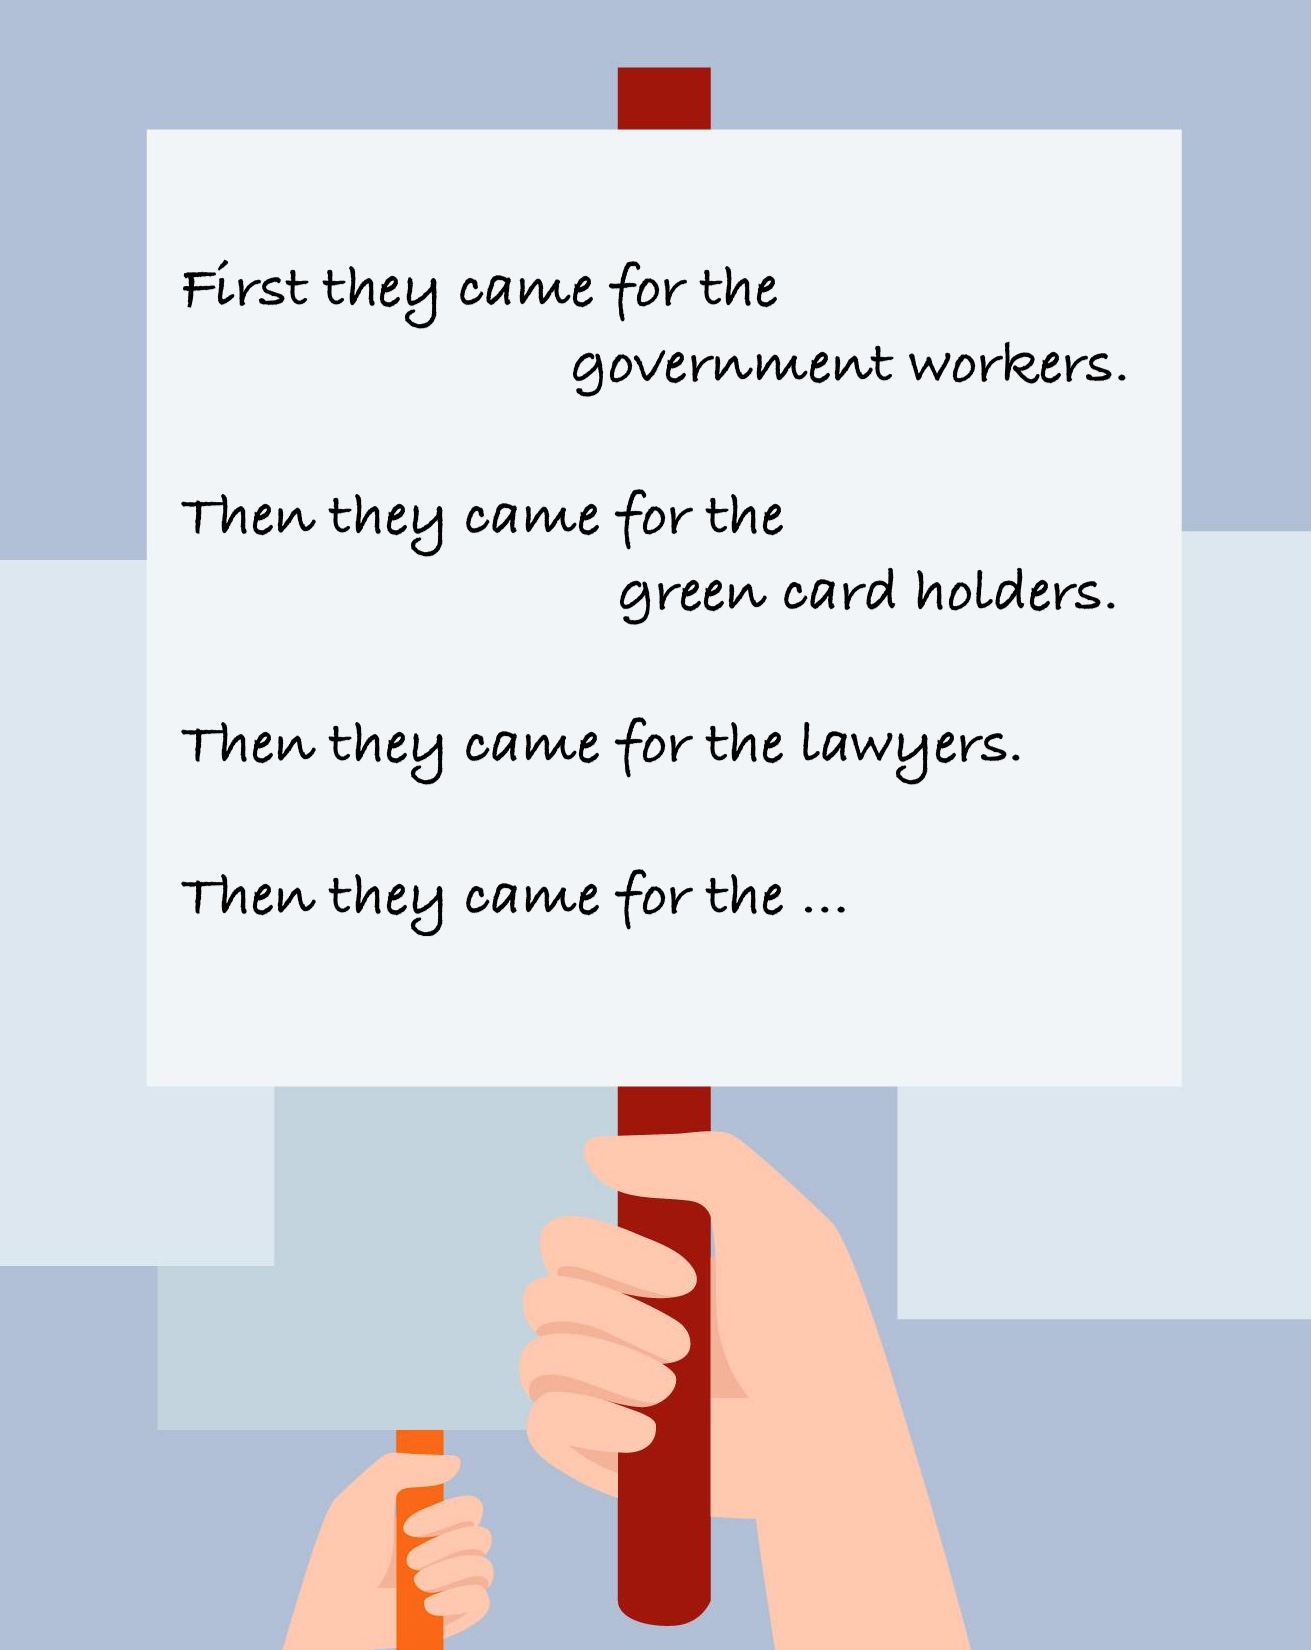 First they came for the
government workers.
Then they came for the
green card holders.
Then they came for the lawyers.
Then they came for the ...